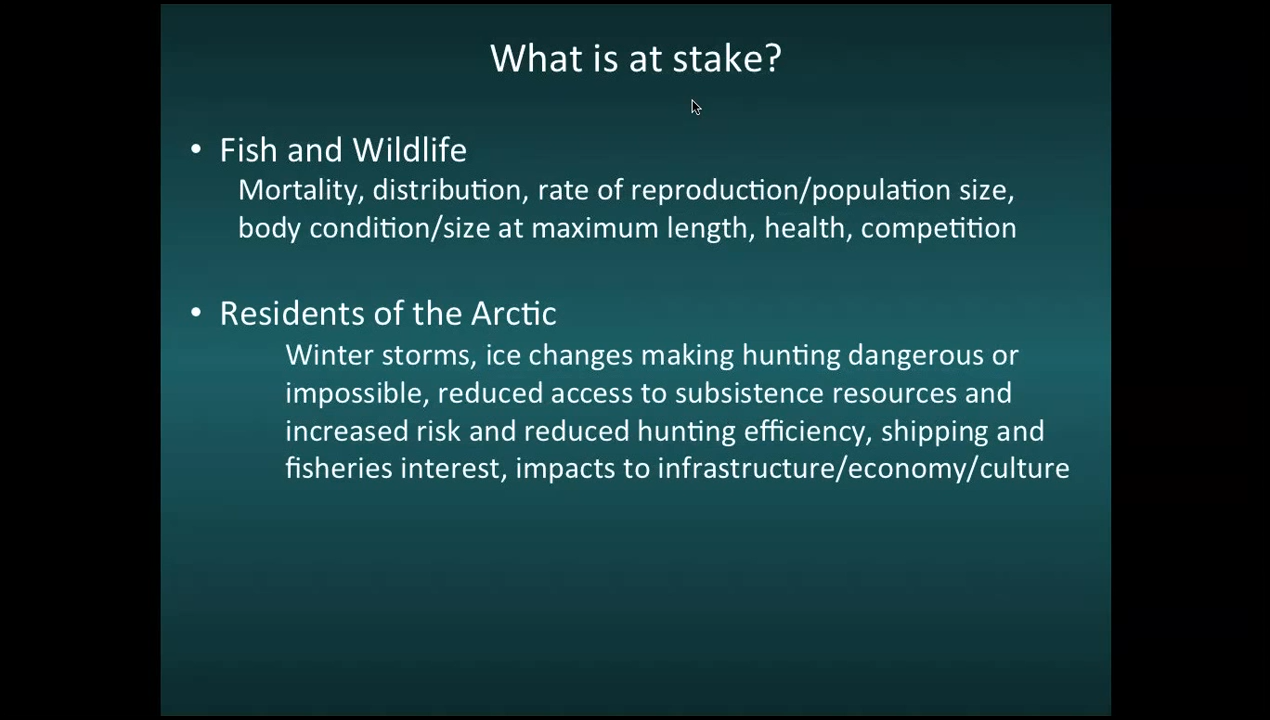 What is at stake?
• Fish and Wildlife
Mortality, distribution, rate of reproduction/population size,
body condition/size at maximum length, health, competition
• Residents of the Arctic
Winter storms, ice changes making hunting dangerous or
impossible, reduced access to subsistence resources and
increased risk and reduced hunting efficiency, shipping and
fisheries interest, impacts to infrastructure/economy/culture